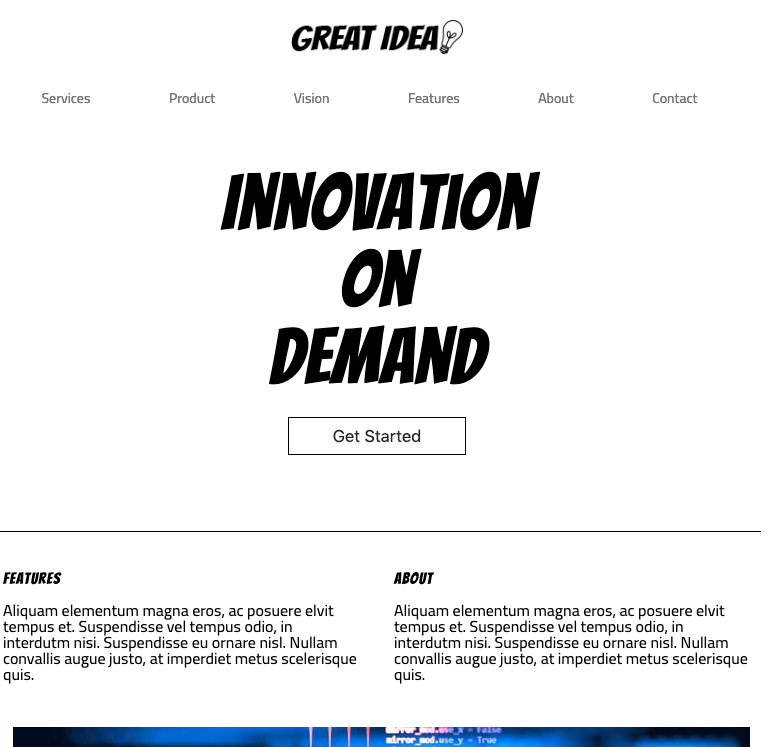 GREAT IDEA
Services Product Vision Features About Contact
INNOVATION
ON
DEMAND
Get Started
FEATURES
Aliquam elementum magna eros, ac posuere elvit
tempus et. Suspendisse vel tempus odio, in
interdutm nisi. Suspendisse eu ornare nisl. Nullam
convallis augue justo, at imperdiet metus scelerisque
quis.
ABOUT
Aliquam elementum magna eros, ac posuere elvit
tempus et. Suspendisse vel tempus odio, in
interdutm nisi. Suspendisse eu ornare nisl. Nullam
convallis augue justo, at imperdiet metus scelerisque
quis.
mirror_mod.use_x = False
mirror_mod.use_y = True